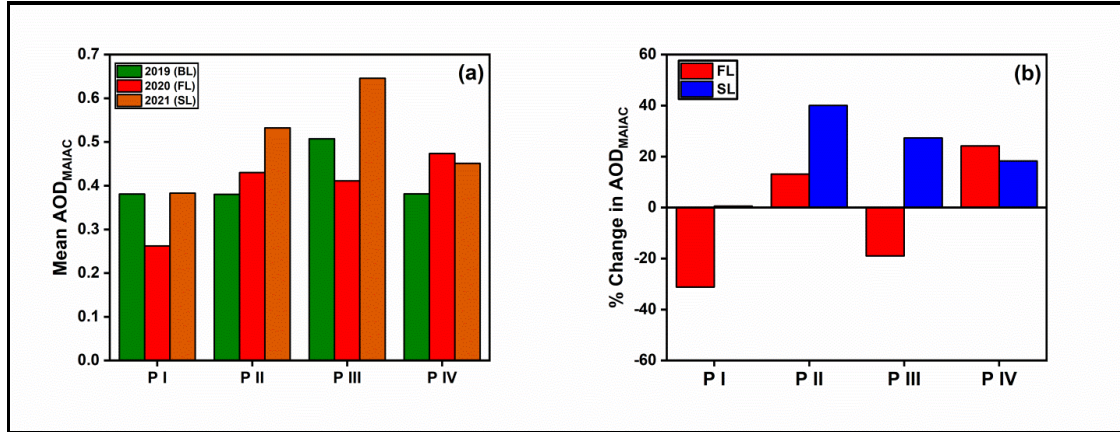 0.7
0.6
0.5
0.4
0.3
0.2
0.1
0.0
Mean AOD_MAIAC
2019 (BL)
2020 (FL)
2021 (SL)
(a)
P I P II P III P IV
60
40
20
0
-20
-40
-60
% Change in AOD_MAIAC
FL
SL
(b)
P I P II P III P IV